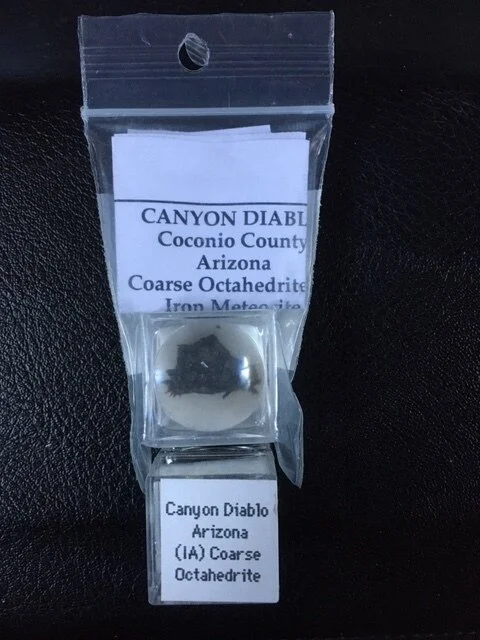 CANYON DIABL
Coconio County
Arizona
Coarse Octahedrite
Iron Meteorite
Canyon Diablo
Arizona
(IA) Coarse
Octahedrite